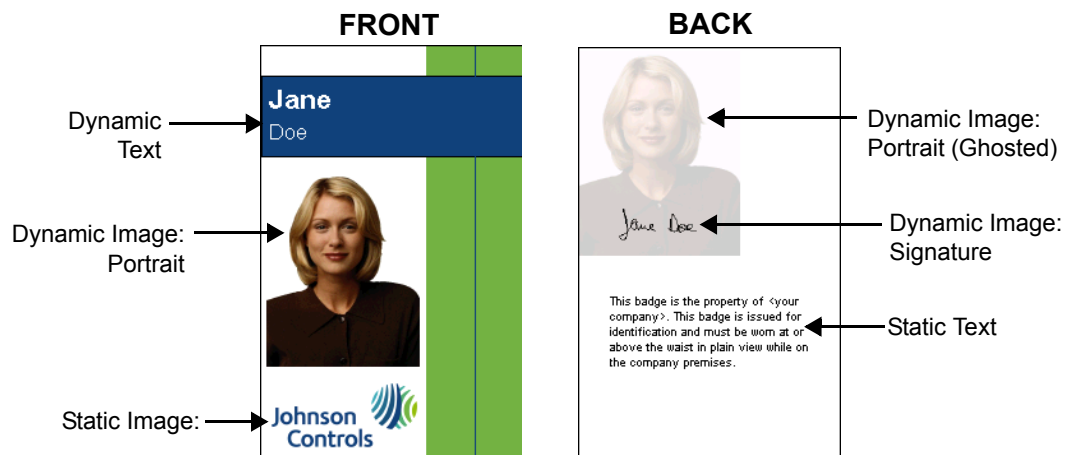 FRONT
BACK
Jane
Doe
Dynamic
Text
Dynamic Image:
Portrait
Johnson
Controls
Static Image:
Dynamic Image:
Portrait (Ghosted)
Jane Doe
Dynamic Image:
Signature
This badge is the property of <your
company>. This badge is issued for
identification and must be worn at or
above the waist in plain view while on
the company premises.
Static Text